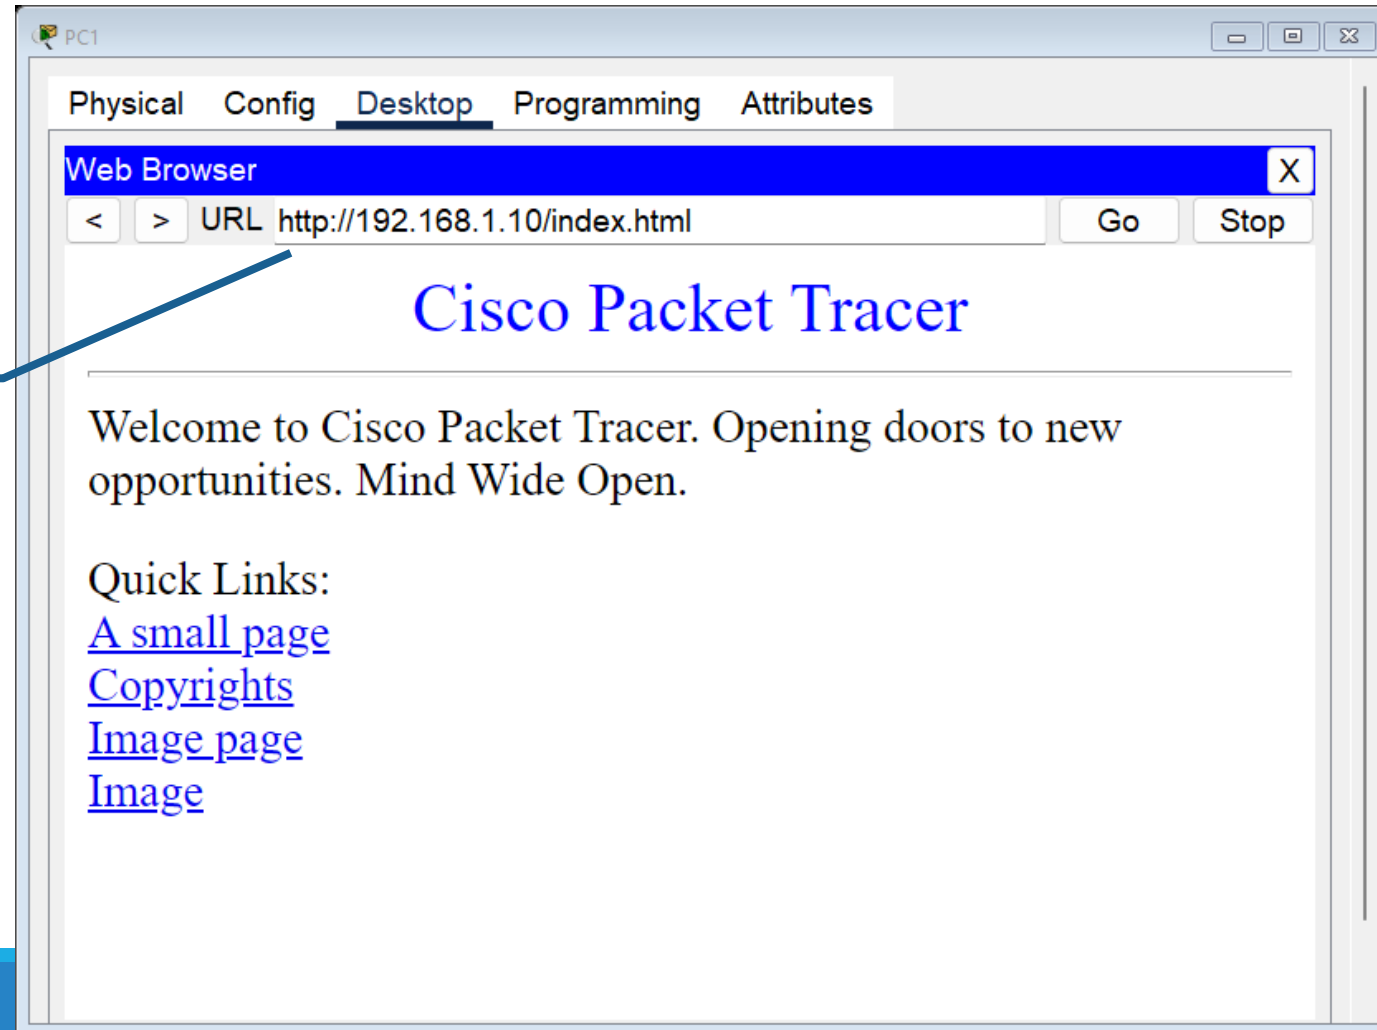 PC1
Physical Config Desktop Programming Attributes
Web Browser X
< > URL http://192.168.1.10/index.html Go Stop
Cisco Packet Tracer
Welcome to Cisco Packet Tracer. Opening doors to new
opportunities. Mind Wide Open.
Quick Links:
A small page
Copyrights
Image page
Image